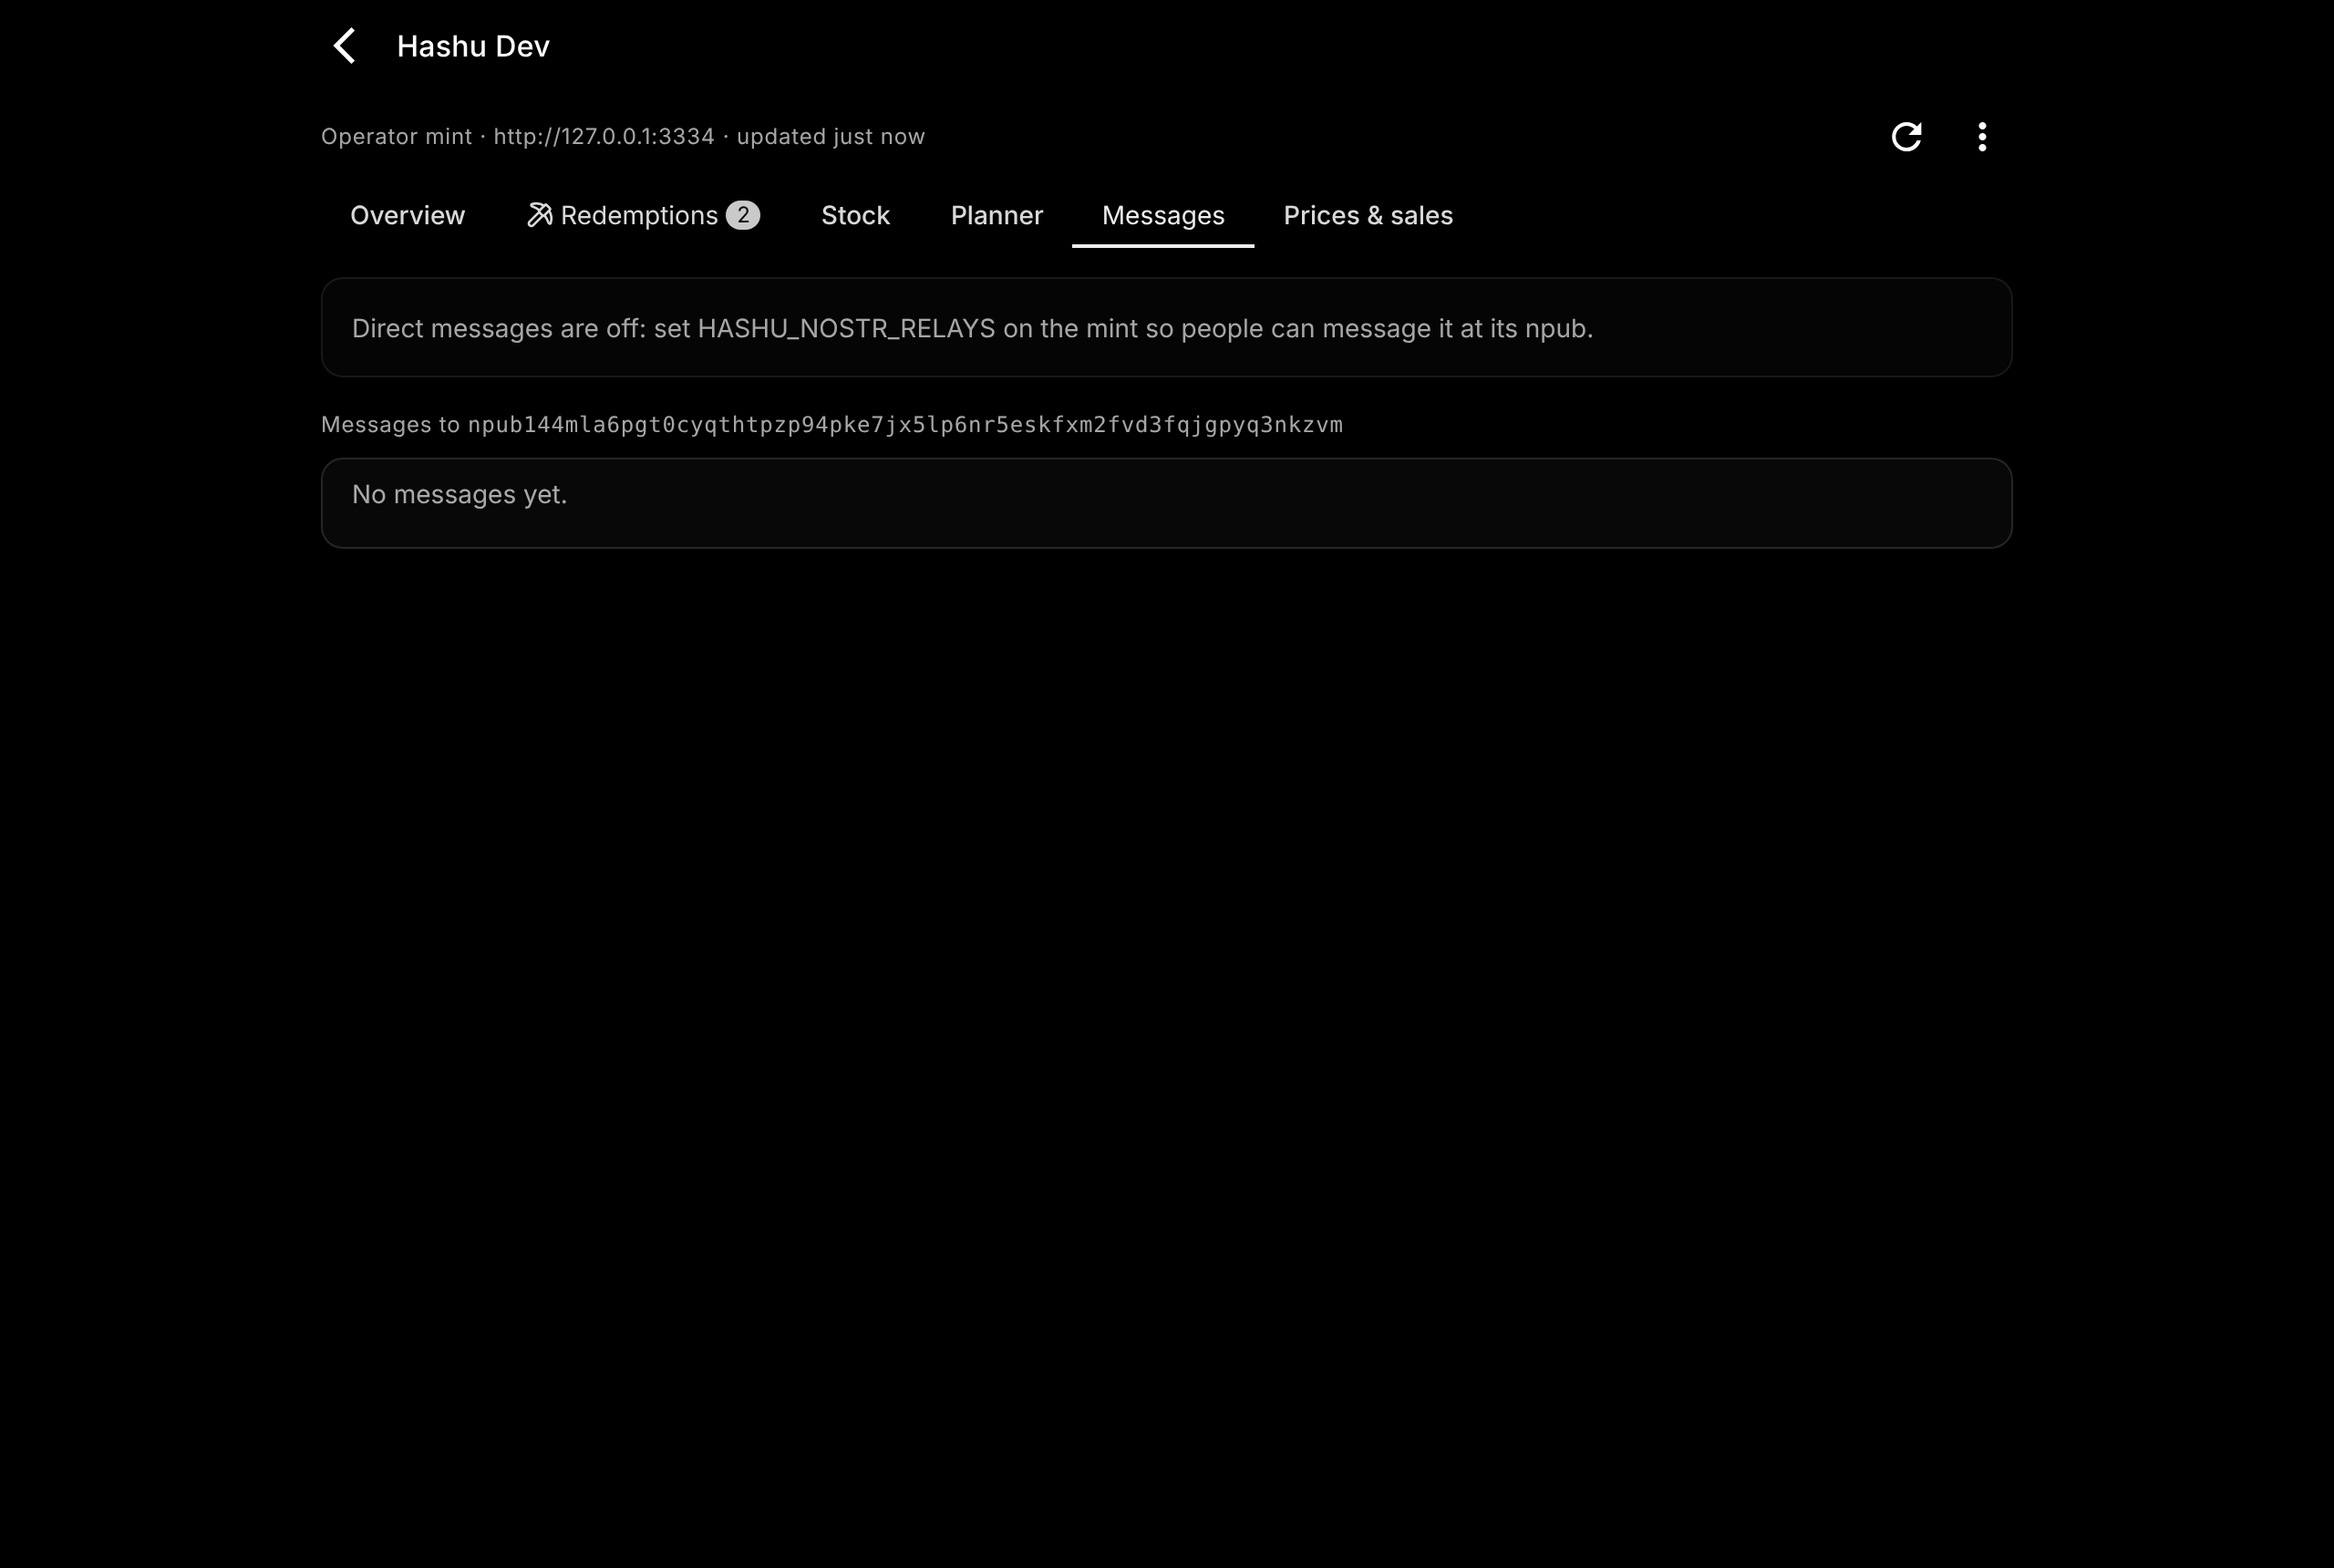 Hashu Dev
Operator mint · http://127.0.0.1:3334 · updated just now
Overview
Redemptions 2
Stock
Planner
Messages
Prices & sales
Direct messages are off: set HASHU_NOSTR_RELAYS on the mint so people can message it at its npub.
Messages to npub144mla6pgt0cyqthtpzp94pke7jx5lp6nr5eskfxm2fvd3fqjgpyq3nkzvm
No messages yet.